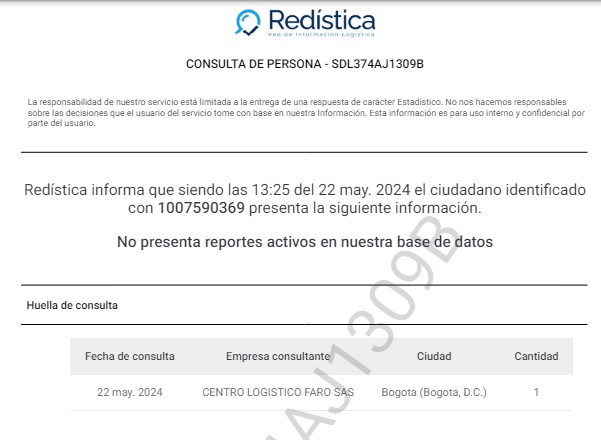 Redística
Red de Información Logística
CONSULTA DE PERSONA - SDL374AJ1309B
La responsabilidad de nuestro servicio está limitada a la entrega de una respuesta de carácter Estadístico. No nos hacemos responsables
sobre las decisiones que el usuario del servicio tome con base en nuestra Información. Esta información es para uso interno y confidencial por
parte del usuario.
Redística informa que siendo las 13:25 del 22 may. 2024 el ciudadano identificado
con 1007590369 presenta la siguiente información.
No presenta reportes activos en nuestra base de datos
Huella de consulta
Fecha de consulta Empresa consultante Ciudad Cantidad
22 may. 2024 CENTRO LOGISTICO FARO SAS Bogota (Bogota, D.C.) 1
4AJ1309B